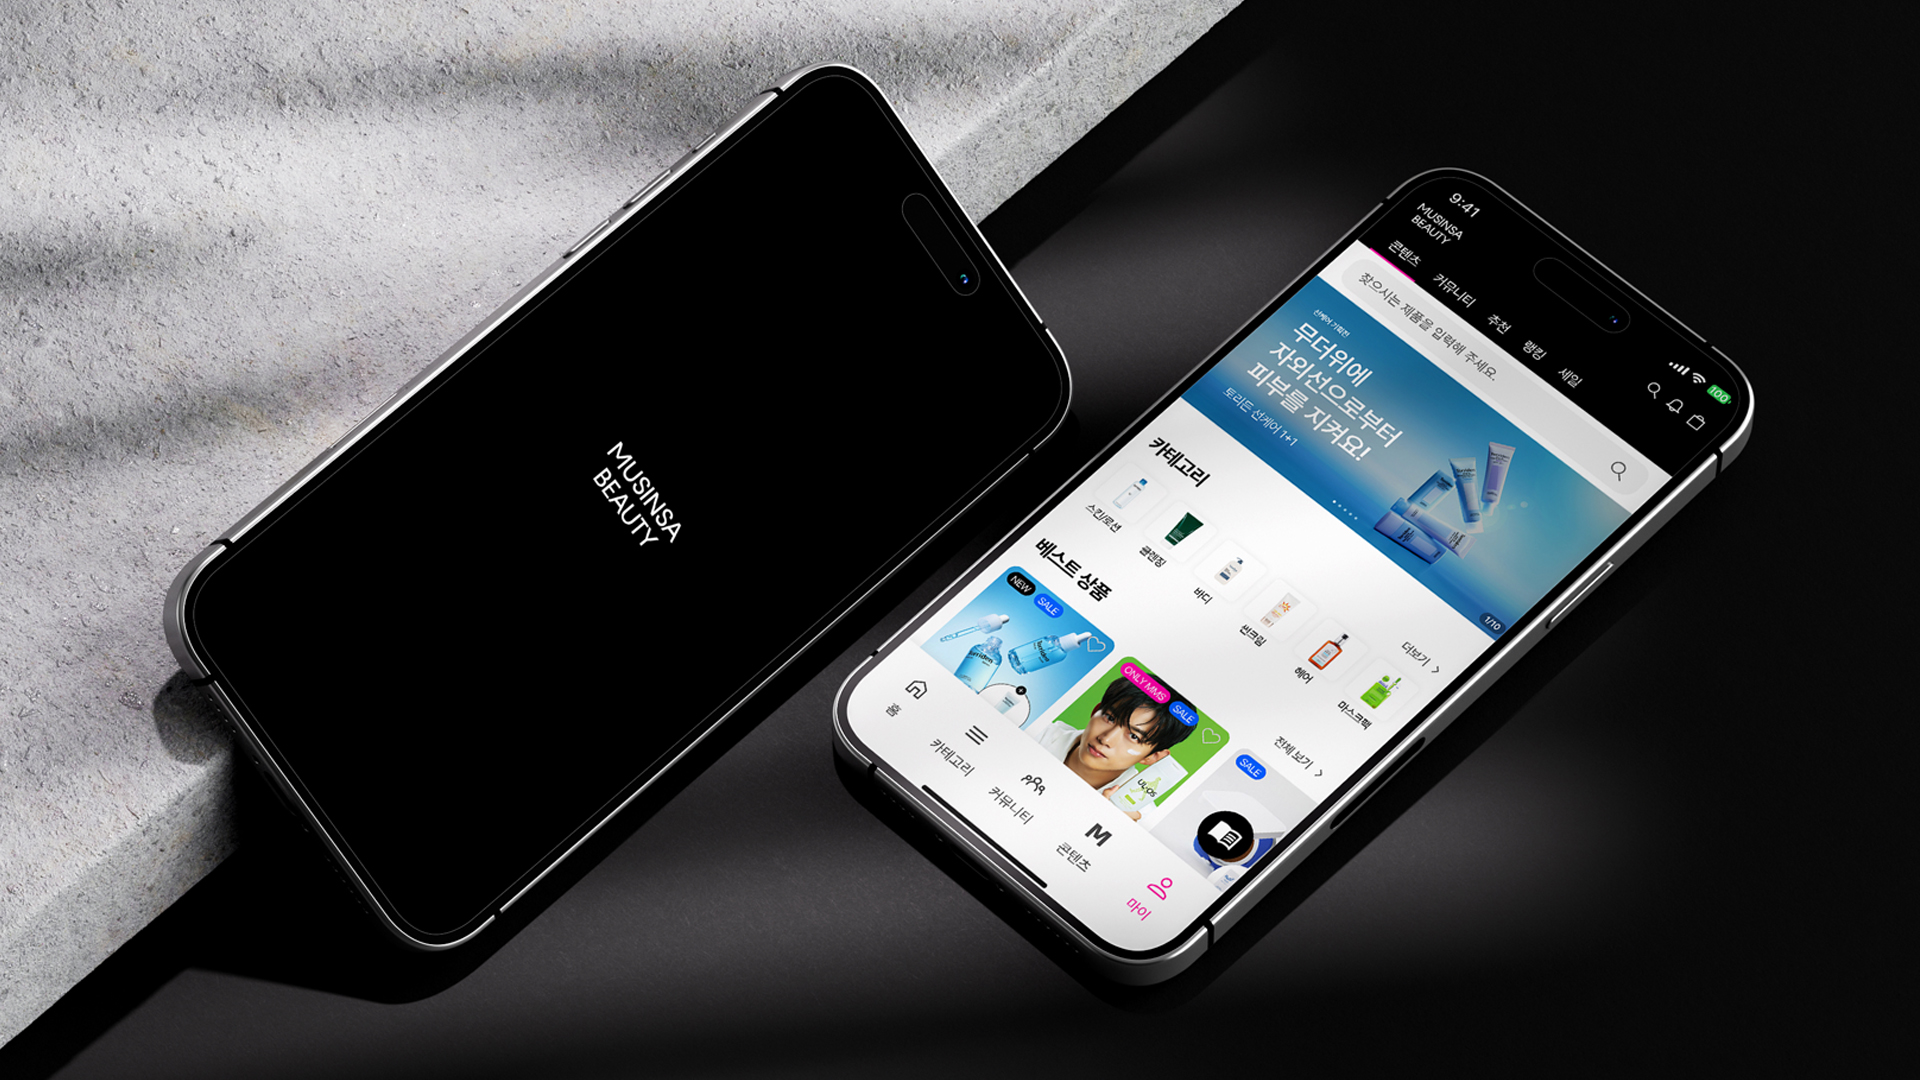 MUSINSA
BEAUTY
9:41
100
MUSINSA
BEAUTY
콘텐츠
커뮤니티
추천
랭킹
세일
찾으시는 제품을 입력해 주세요.
선케어 기획전
무더위에
자외선으로부터
피부를 지켜요!
토리든 선케어 1+1
1/10
카테고리
더보기
스킨/로션
클렌징
바디
썬크림
헤어
마스크팩
베스트 상품
전체 보기
NEW
SALE
Torriden
ONLY MMS
SALE
UL·OS
SALE
홈
카테고리
커뮤니티
M
콘텐츠
마이